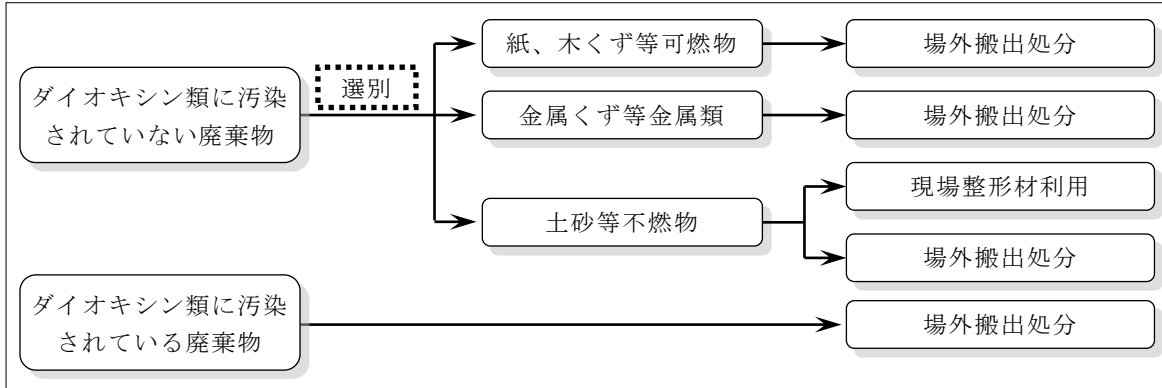 ダイオキシン類に汚染
されていない廃棄物
選別
紙、木くず等可燃物
場外搬出処分
金属くず等金属類
場外搬出処分
土砂等不燃物
現場整形材利用
場外搬出処分
ダイオキシン類に汚染
されている廃棄物
場外搬出処分